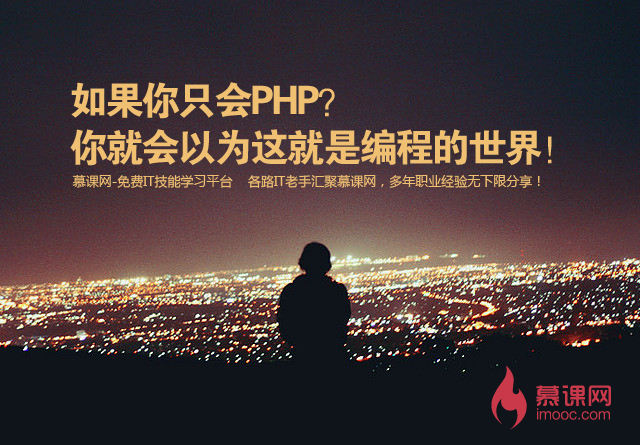 如果你只会PHP?
你就会以为这就是编程的世界!
慕课网-免费IT技能学习平台 各路IT老手汇聚慕课网，多年职业经验无下限分享！
慕课网
imooc.com